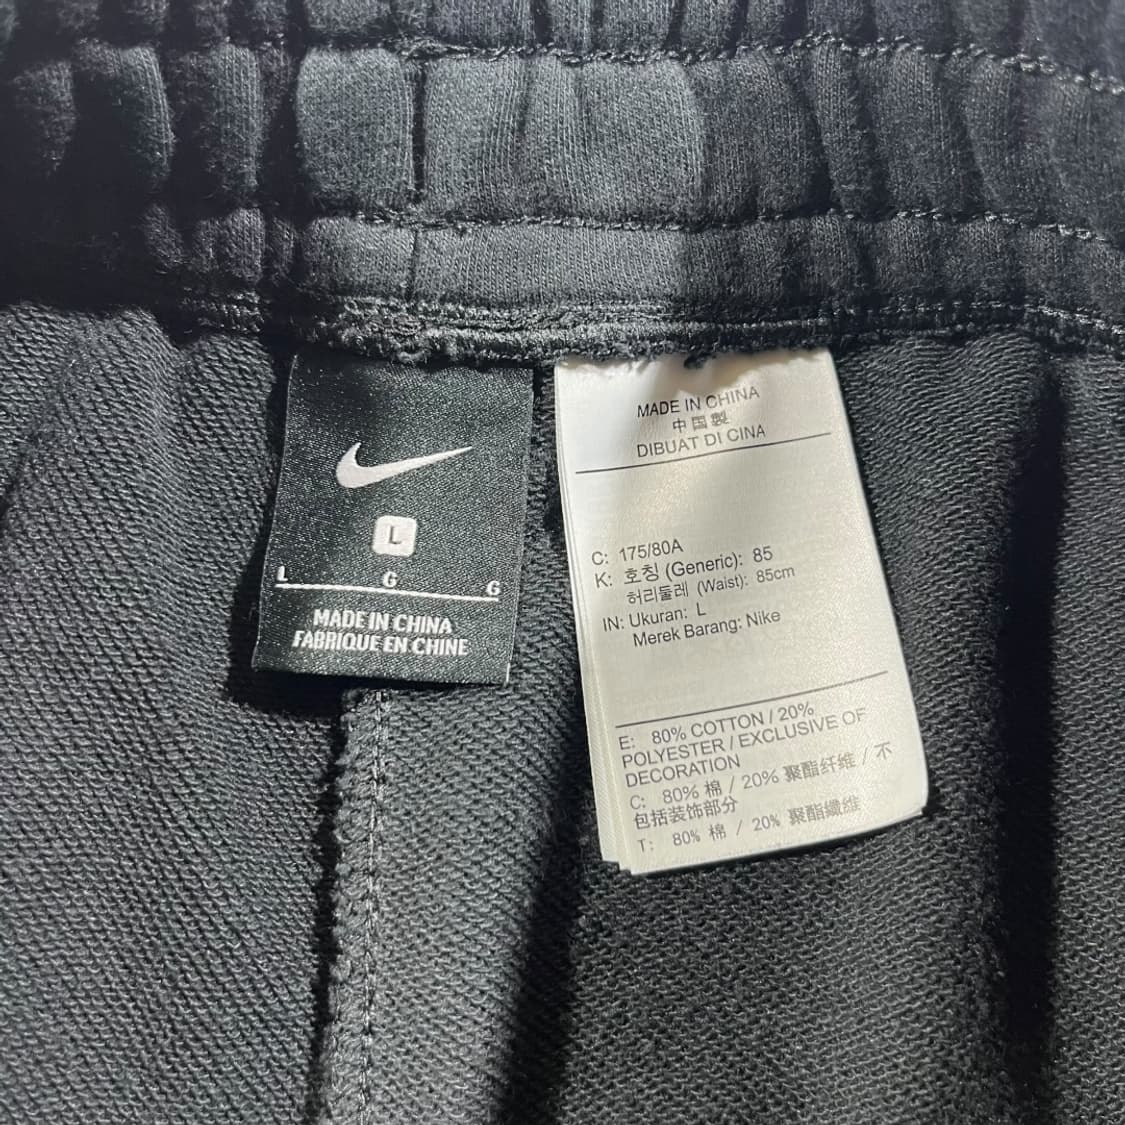 L
L G G
MADE IN CHINA
FABRIQUE EN CHINE
MADE IN CHINA
中国製
DIBUAT DI CINA
C: 175/80A
K: 호칭 (Generic): 85
허리둘레 (Waist): 85cm
IN: Ukuran: L
Merek Barang: Nike
E: 80% COTTON / 20%
POLYESTER / EXCLUSIVE OF
DECORATION
C: 80% 棉 / 20% 聚酯纤维 / 不
包括装饰部分
T: 80% 棉 / 20% 聚酯纖維